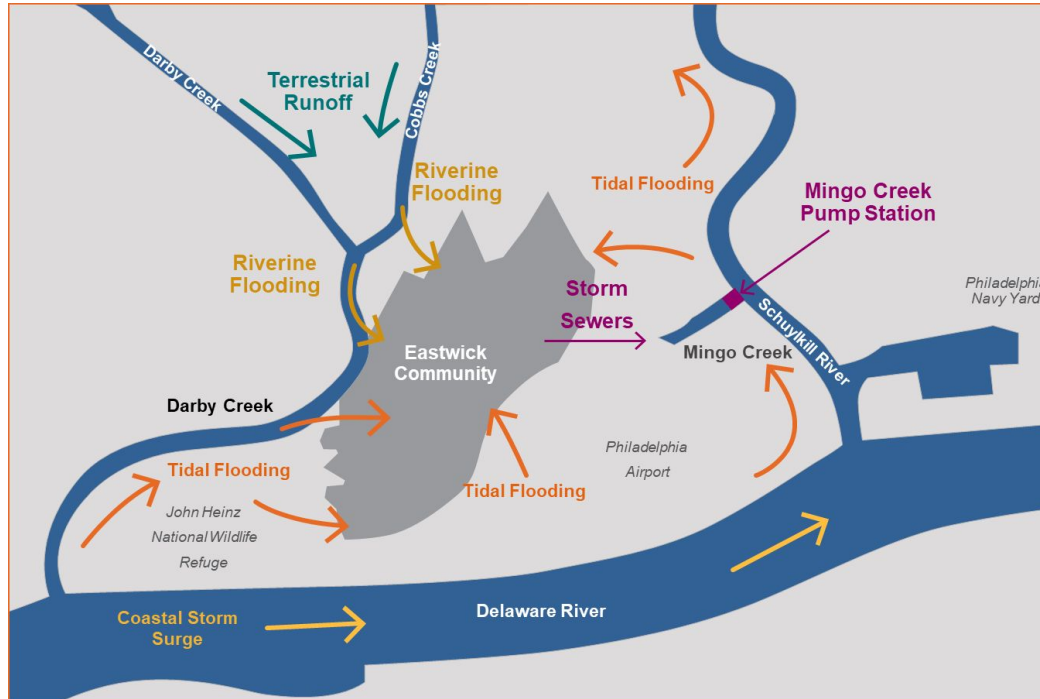 Darby Creek
Terrestrial
Runoff
Cobbs Creek
Riverine
Flooding
Tidal Flooding
Mingo Creek
Pump Station
Riverine
Flooding
Storm
Sewers
Philadelphia
Navy Yard
Schuylkill River
Mingo Creek
Eastwick
Community
Darby Creek
Tidal Flooding
Tidal Flooding
Philadelphia
Airport
John Heinz
National Wildlife
Refuge
Coastal Storm
Surge
Delaware River